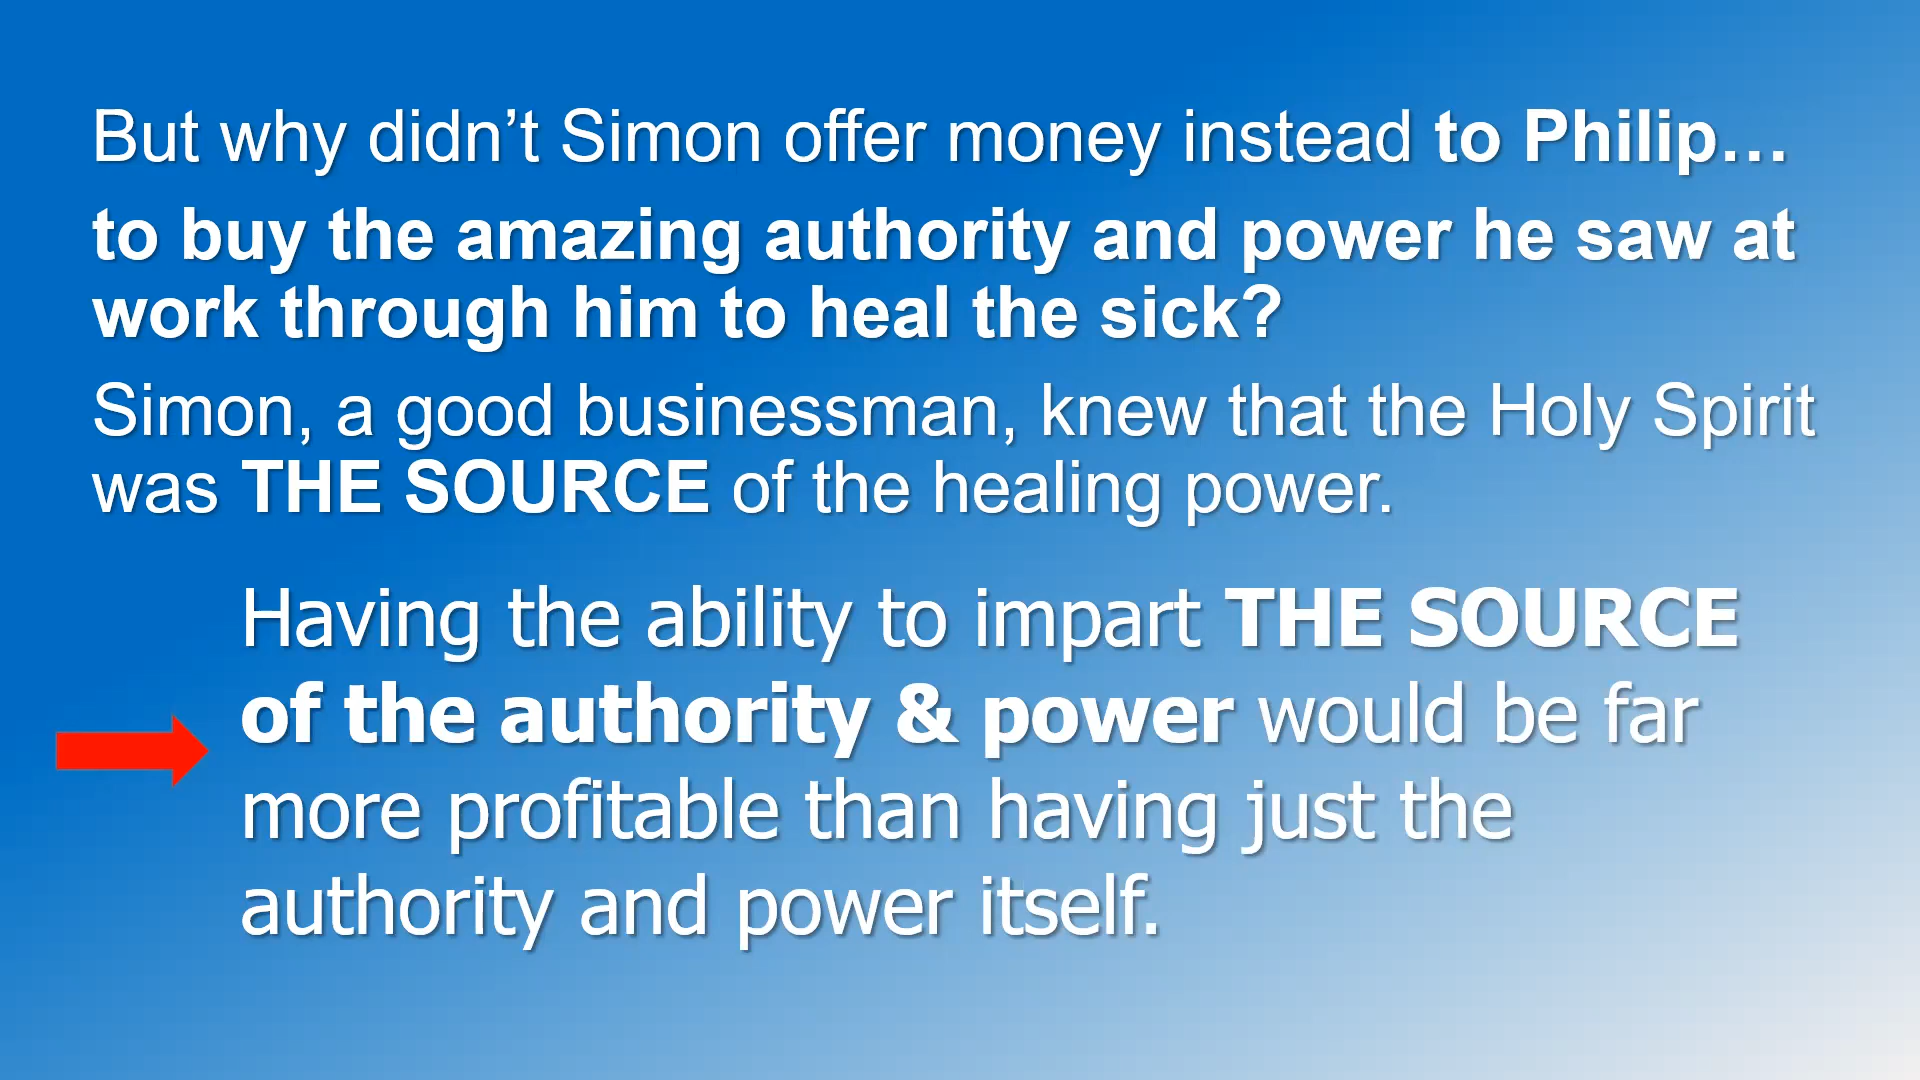 But why didn’t Simon offer money instead to Philip…
to buy the amazing authority and power he saw at
work through him to heal the sick?
Simon, a good businessman, knew that the Holy Spirit
was THE SOURCE of the healing power.
Having the ability to impart THE SOURCE
of the authority & power would be far
more profitable than having just the
authority and power itself.